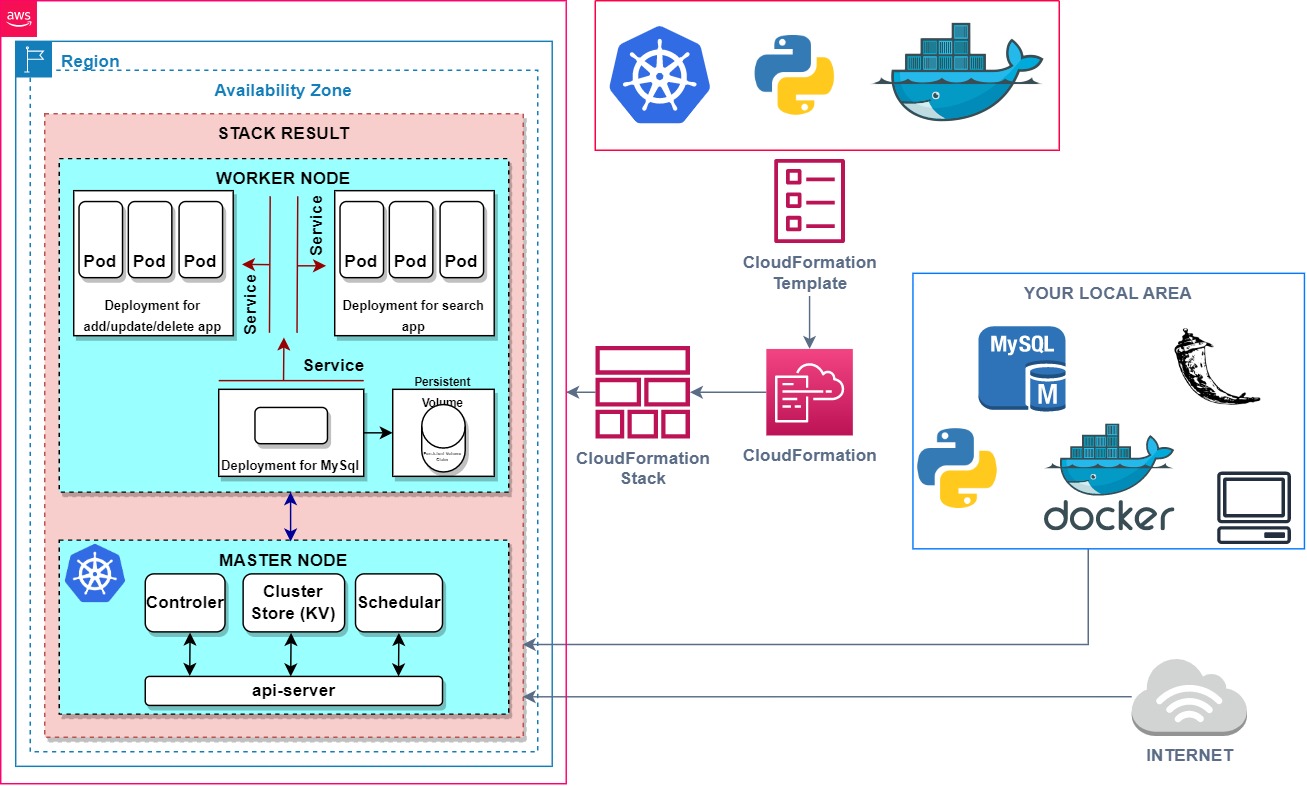 aws
Region
Availability Zone
STACK RESULT
WORKER NODE
Pod
Pod
Pod
Deployment for
add/update/delete app
Service
Service
Pod
Pod
Pod
Deployment for search
app
Service
Deployment for MySql
Persistent
Volume
MASTER NODE
Controler
Cluster
Store (KV)
Schedular
api-server
CloudFormation
Template
CloudFormation
CloudFormation
Stack
YOUR LOCAL AREA
MySQL
M
docker
INTERNET